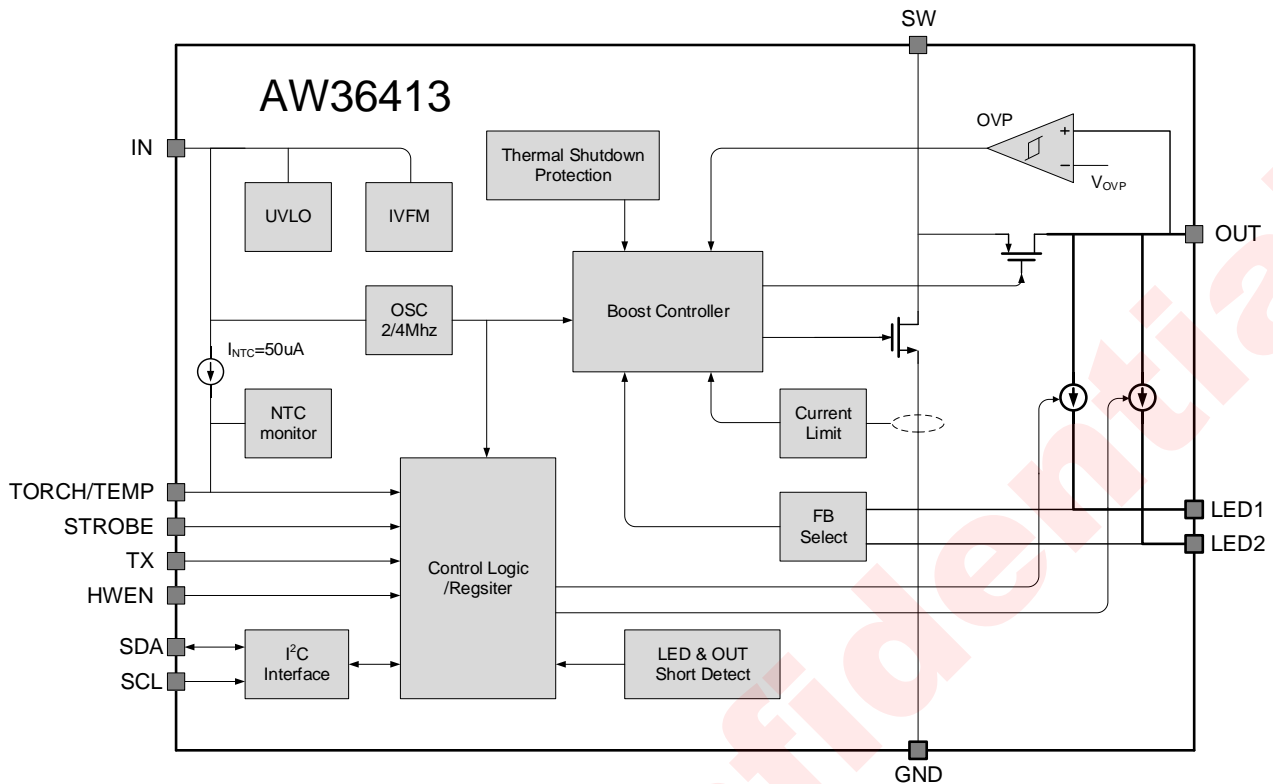 SW
AW36413
OVP
IN
Thermal Shutdown
Protection
VOVP
UVLO
IVFM
OUT
OSC
2/4Mhz
Boost Controller
INTC=50uA
NTC
monitor
Current
Limit
TORCH/TEMP
STROBE
TX
HWEN
SDA
SCL
Control Logic
/Regsiter
FB
Select
LED1
LED2
I2C
Interface
LED & OUT
Short Detect
GND